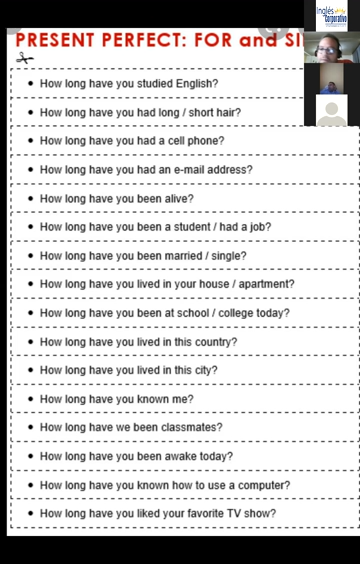 Inglés
Corporative
PRESENT PERFECT: FOR and
How long have you studied English?
How long have you had long / short hair?
How long have you had a cell phone?
How long have you had an e-mail address?
How long have you been alive?
How long have you been a student / had a job?
How long have you been married / single?
How long have you lived in your house / apartment?
How long have you been at school / college today?
How long have you lived in this country?
How long have you lived in this city?
How long have you known me?
How long have we been classmates?
How long have you been awake today?
How long have you known how to use a computer?
How long have you liked your favorite TV show?